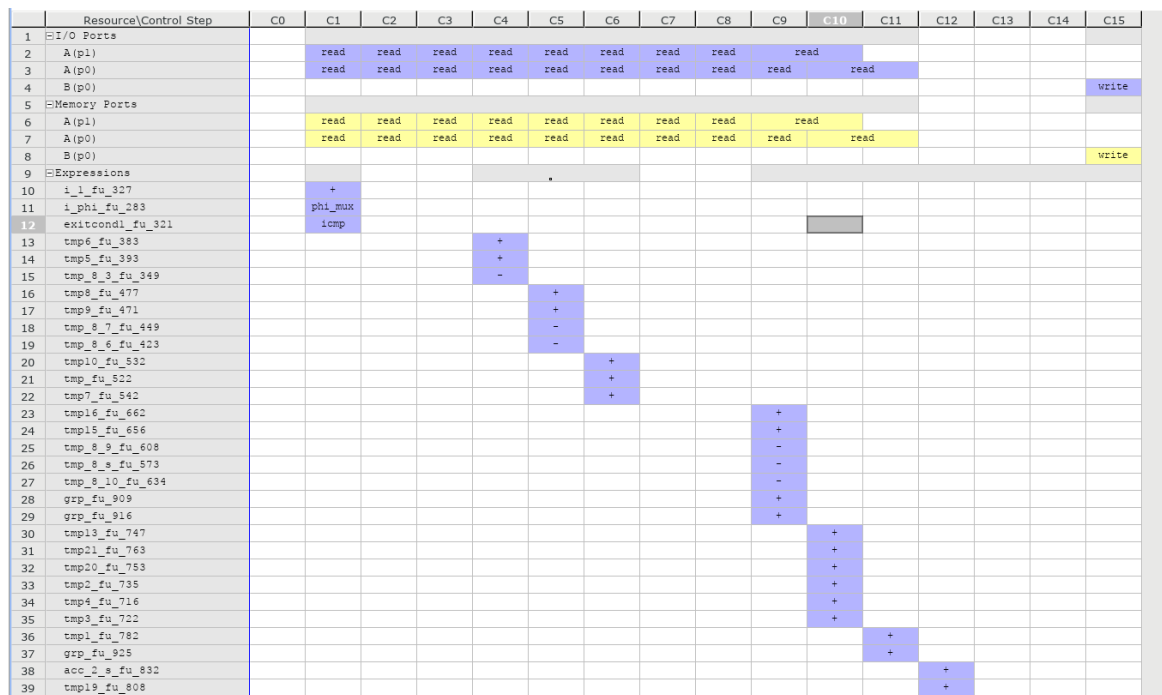 Resource\Control Step C0 C1 C2 C3 C4 C5 C6 C7 C8 C9 C10 C11 C12 C13 C14 C15
1 I/O Ports
2 A(p1) read read read read read read read read read
3 A(p0) read read read read read read read read read read
4 B(p0) write
5 Memory Ports
6 A(p1) read read read read read read read read read
7 A(p0) read read read read read read read read read read
8 B(p0) write
9 Expressions
10 i_1_fu_327 +
11 i_phi_fu_283 phi_mux
12 exitcond1_fu_321 icmp
13 tmp6_fu_383 +
14 tmp5_fu_393 +
15 tmp_8_3_fu_349 -
16 tmp8_fu_477 +
17 tmp9_fu_471 +
18 tmp_8_7_fu_449 -
19 tmp_8_6_fu_423 -
20 tmp10_fu_532 +
21 tmp_fu_522 +
22 tmp7_fu_542 +
23 tmp16_fu_662 +
24 tmp15_fu_656 +
25 tmp_8_9_fu_608 -
26 tmp_8_s_fu_573 -
27 tmp_8_10_fu_634 -
28 grp_fu_909 +
29 grp_fu_916 +
30 tmp13_fu_747 +
31 tmp21_fu_763 +
32 tmp20_fu_753 +
33 tmp2_fu_735 +
34 tmp4_fu_716 +
35 tmp3_fu_722 +
36 tmp1_fu_782 +
37 grp_fu_925 +
38 acc_2_s_fu_832 +
39 tmp19_fu_808 +